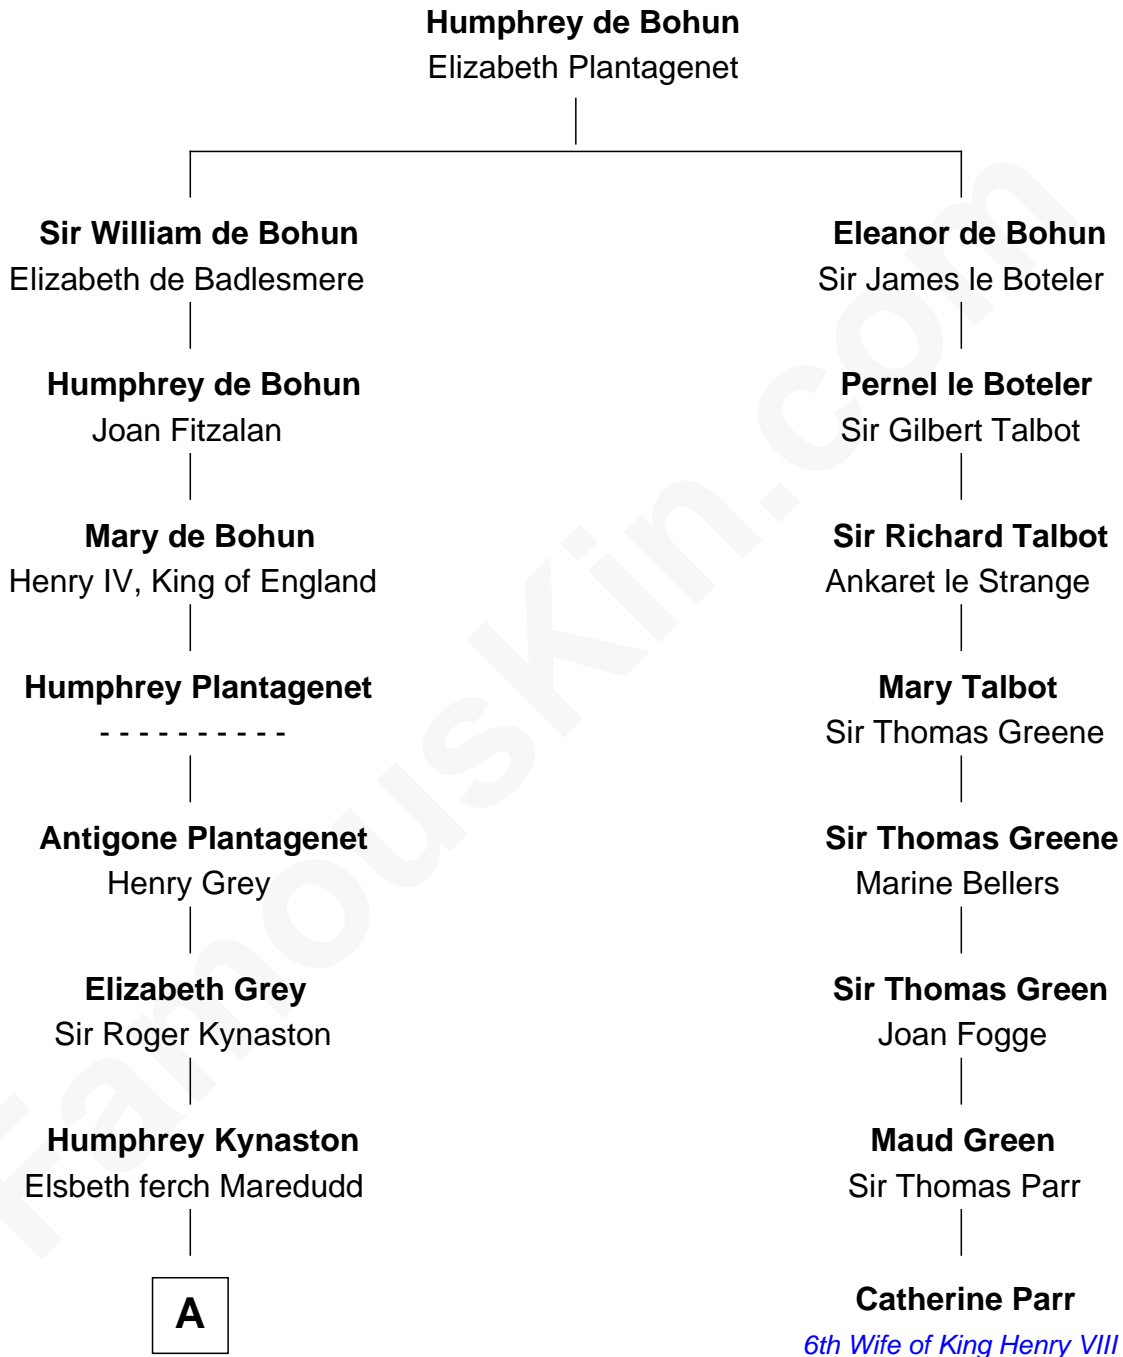 Humphrey de Bohun
Elizabeth Plantagenet
Sir William de Bohun
Elizabeth de Badlesmere
Humphrey de Bohun
Joan Fitzalan
Mary de Bohun
Henry IV, King of England
Humphrey Plantagenet
- - - - - - - - - -
Antigone Plantagenet
Henry Grey
Elizabeth Grey
Sir Roger Kynaston
Humphrey Kynaston
Elsbeth ferch Maredudd
A
Eleanor de Bohun
Sir James le Boteler
Pernel le Boteler
Sir Gilbert Talbot
Sir Richard Talbot
Ankaret le Strange
Mary Talbot
Sir Thomas Greene
Sir Thomas Greene
Marine Bellers
Sir Thomas Green
Joan Fogge
Maud Green
Sir Thomas Parr
Catherine Parr
6th Wife of King Henry VIII
FamousKin.com